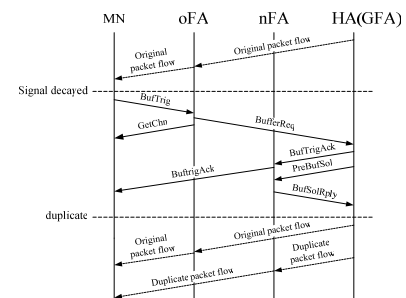 MN oFA nFA HA(GFA)
Original packet flow
Original
packet flow
Signal decayed
BufTrig
BufferReq
GetChn
BufTrigAck
PreBufSol
BuftrigAck
BufSolRply
duplicate
Original packet flow
Original
packet flow
Duplicate
packet flow
Duplicate packet flow